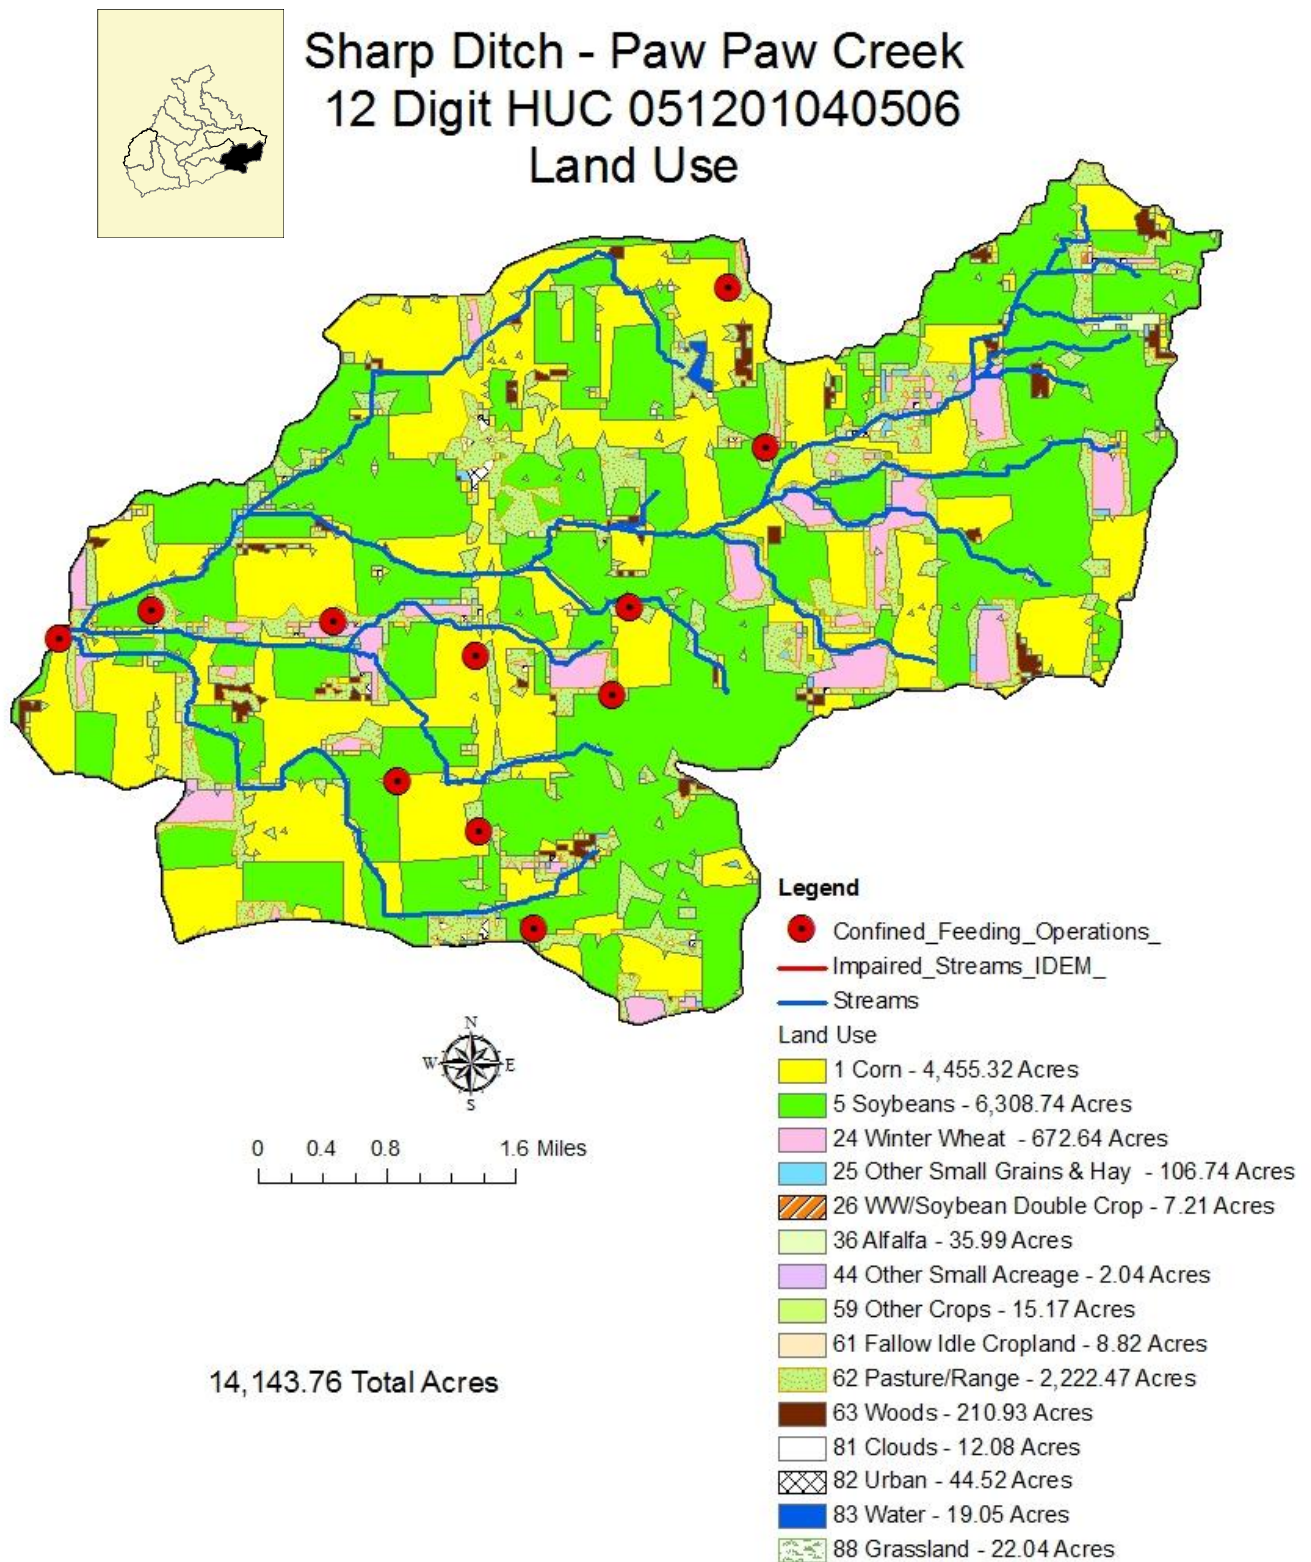 Sharp Ditch - Paw Paw Creek
12 Digit HUC 051201040506
Land Use
Legend
Confined_Feeding_Operations_
Impaired_Streams_IDEM_
Streams
Land Use
1 Corn - 4,455.32 Acres
5 Soybeans - 6,308.74 Acres
24 Winter Wheat - 672.64 Acres
25 Other Small Grains & Hay - 106.74 Acres
26 WW/Soybean Double Crop - 7.21 Acres
36 Alfalfa - 35.99 Acres
44 Other Small Acreage - 2.04 Acres
59 Other Crops - 15.17 Acres
61 Fallow Idle Cropland - 8.82 Acres
62 Pasture/Range - 2,222.47 Acres
63 Woods - 210.93 Acres
81 Clouds - 12.08 Acres
82 Urban - 44.52 Acres
83 Water - 19.05 Acres
88 Grassland - 22.04 Acres
N
W E
S
0 0.4 0.8 1.6 Miles
14,143.76 Total Acres